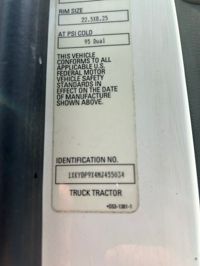 RIM SIZE
22.5X8.25
AT PSI COLD
95 Dual
THIS VEHICLE
CONFORMS TO ALL
APPLICABLE U.S.
FEDERAL MOTOR
VEHICLE SAFETY
STANDARDS IN
EFFECT ON THE DATE
OF MANUFACTURE
SHOWN ABOVE.
IDENTIFICATION NO.
TRUCK TRACTOR